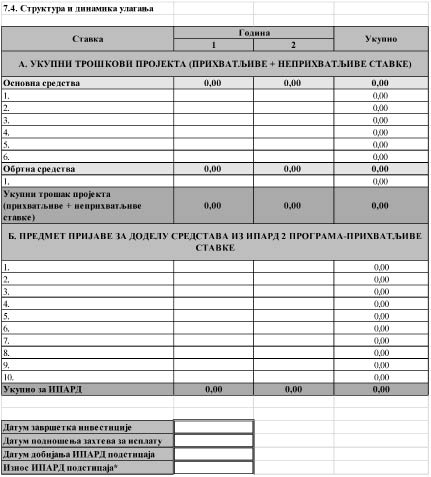 7.4. Структура и динамика улагања
Ставка Година Укупно
1 2
А. УКУПНИ ТРОШКОВИ ПРОЈЕКТА (ПРИХВАТЉИВЕ + НЕПРИХВАТЉИВЕ СТАВКЕ)
Основна средства 0,00 0,00 0,00
1. 0,00
2. 0,00
3. 0,00
4. 0,00
5. 0,00
6. 0,00
Обртна средства 0,00 0,00 0,00
1. 0,00
Укупни трошак пројекта
(прихватљиве + неприхватљиве 0,00 0,00 0,00
ставке)
Б. ПРЕДМЕТ ПРИЈАВЕ ЗА ДОДЕЛУ СРЕДСТАВА ИЗ ИПАРД 2 ПРОГРАМА-ПРИХВАТЉИВЕ
СТАВКЕ
1. 0,00
2. 0,00
3. 0,00
4. 0,00
5. 0,00
6. 0,00
7. 0,00
8. 0,00
9. 0,00
10. 0,00
Укупно за ИПАРД 0,00 0,00 0,00
Датум завршетка инвестиције
Датум подношења захтева за исплату
Датум добијања ИПАРД подстицаја
Износ ИПАРД подстицаја*